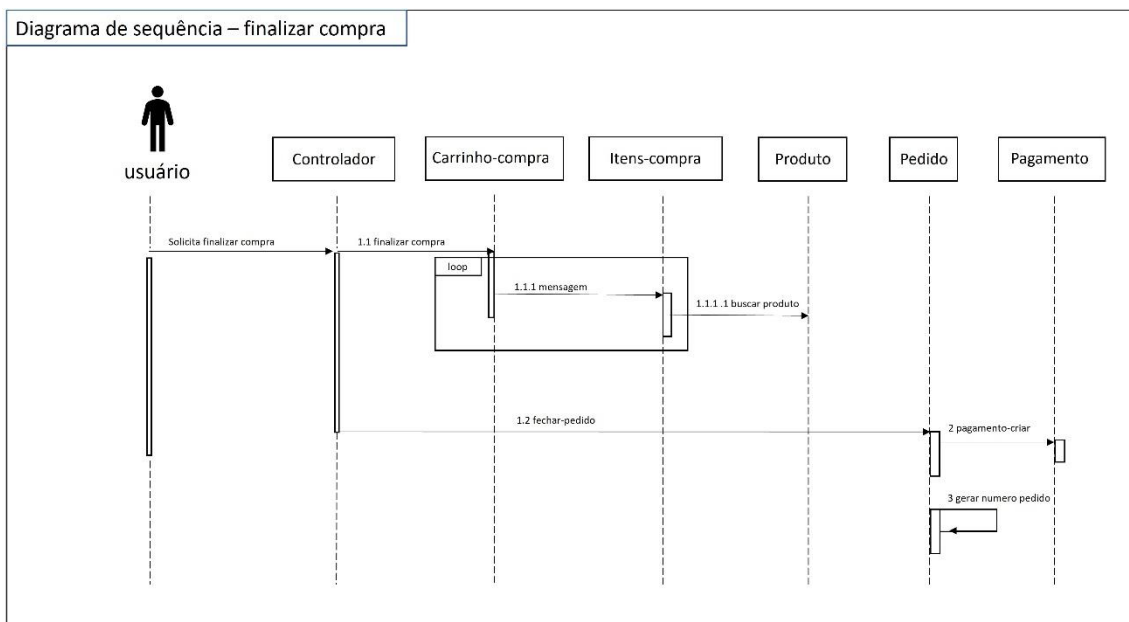 Diagrama de sequência – finalizar compra
usuário
Controlador
Carrinho-compra
Itens-compra
Produto
Pedido
Pagamento
Solicita finalizar compra
1.1 finalizar compra
loop
1.1.1 mensagem
1.1.1 .1 buscar produto
1.2 fechar-pedido
2 pagamento-criar
3 gerar numero pedido